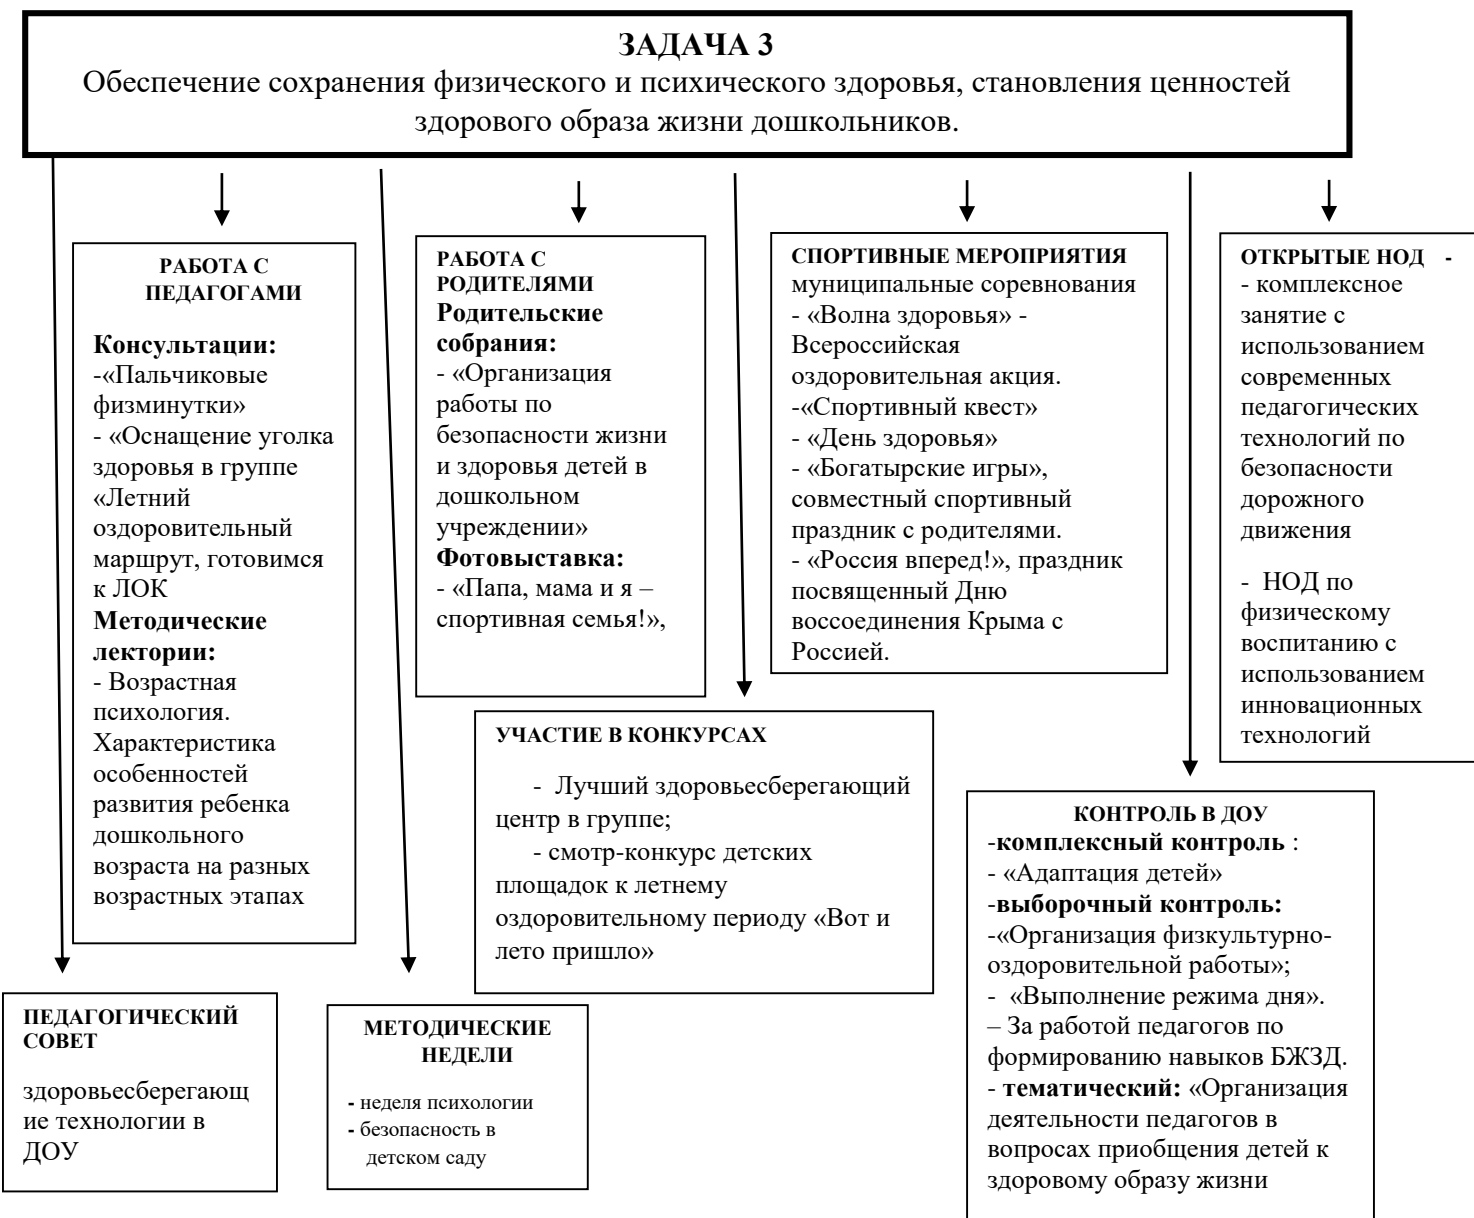 ЗАДАЧА 3
Обеспечение сохранения физического и психического здоровья, становления ценностей
здорового образа жизни дошкольников.
РАБОТА С
ПЕДАГОГАМИ
Консультации:
-«Пальчиковые
физминутки»
- «Оснащение уголка
здоровья в группе
«Летний
оздоровительный
маршрут, готовимся
к ЛОК
Методические
лектории:
- Возрастная
психология.
Характеристика
особенностей
развития ребенка
дошкольного
возраста на разных
возрастных этапах
РАБОТА С
РОДИТЕЛЯМИ
Родительские
собрания:
- «Организация
работы по
безопасности жизни
и здоровья детей в
дошкольном
учреждении»
Фотовыставка:
- «Папа, мама и я –
спортивная семья!»,
СПОРТИВНЫЕ МЕРОПРИЯТИЯ
муниципальные соревнования
- «Волна здоровья» -
Всероссийская
оздоровительная акция.
-«Спортивный квест»
- «День здоровья»
- «Богатырские игры»,
совместный спортивный
праздник с родителями.
- «Россия вперед!», праздник
посвященный Дню
воссоединения Крыма с
Россией.
ОТКРЫТЫЕ НОД -
- комплексное
занятие с
использованием
современных
педагогических
технологий по
безопасности
дорожного
движения
- НОД по
физическому
воспитанию с
использованием
инновационных
технологий
УЧАСТИЕ В КОНКУРСАХ
- Лучший здоровьесберегающий
центр в группе;
- смотр-конкурс детских
площадок к летнему
оздоровительному периоду «Вот и
лето пришло»
КОНТРОЛЬ В ДОУ
-комплексный контроль :
- «Адаптация детей»
-выборочный контроль:
-«Организация физкультурно-
оздоровительной работы»;
- «Выполнение режима дня».
– За работой педагогов по
формированию навыков БЖЗД.
- тематический: «Организация
деятельности педагогов в
вопросах приобщения детей к
здоровому образу жизни
ПЕДАГОГИЧЕСКИЙ
СОВЕТ
здоровьесберегающ
ие технологии в
ДОУ
МЕТОДИЧЕСКИЕ
НЕДЕЛИ
- неделя психологии
- безопасность в
детском саду